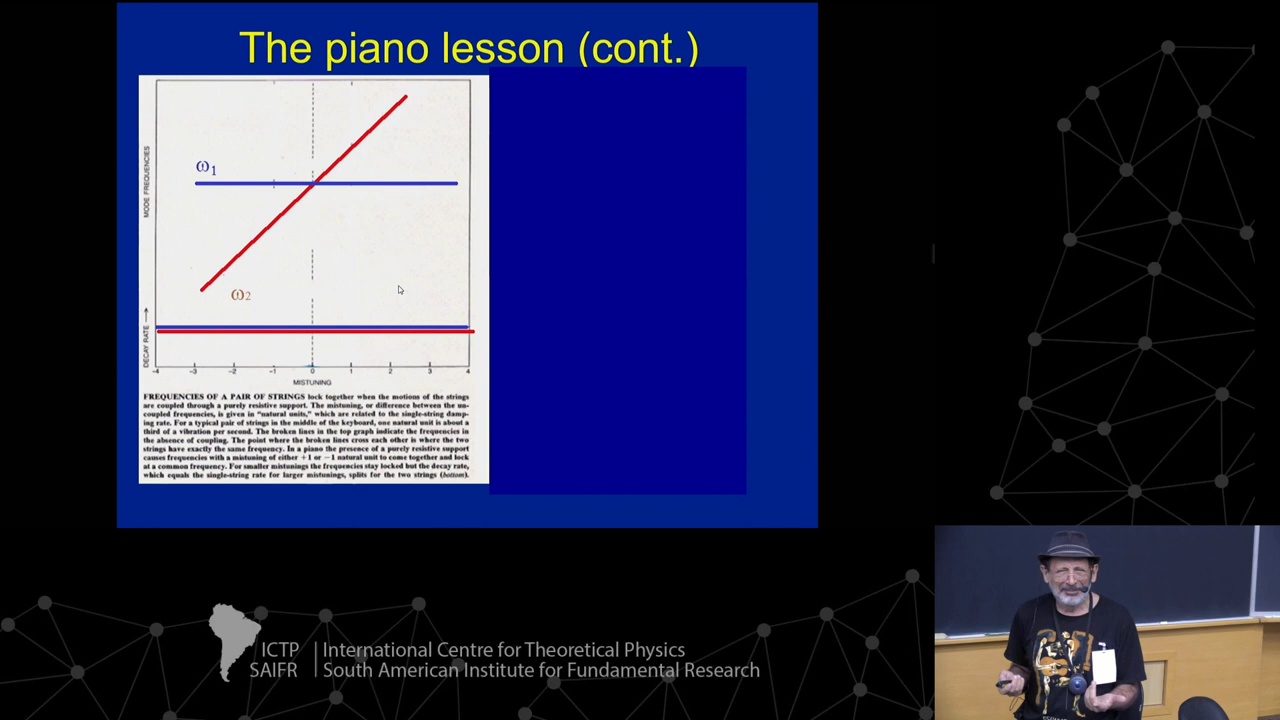 The piano lesson (cont.)
MODE FREQUENCIES
ω1
ω2
DECAY RATE →
-4 -3 -2 -1 0 1 2 3 4
MISTUNING
FREQUENCIES OF A PAIR OF STRINGS lock together when the motions of the strings
are coupled through a purely resistive support. The mistuning, or difference between the un-
coupled frequencies, is given in "natural units," which are related to the single-string damp-
ing rate. For a typical pair of strings in the middle of the keyboard, one natural unit is about a
third of a vibration per second. The broken lines in the top graph indicate the frequencies in
the absence of coupling. The point where the broken lines cross each other is where the two
strings have exactly the same frequency. In a piano the presence of a purely resistive support
causes frequencies with a mistuning of either +1 or −1 natural unit to come together and lock
at a common frequency. For smaller mistunings the frequencies stay locked but the decay rate,
which equals the single-string rate for larger mistunings, splits for the two strings (bottom).
ICTP
SAIFR
International Centre for Theoretical Physics
South American Institute for Fundamental Research